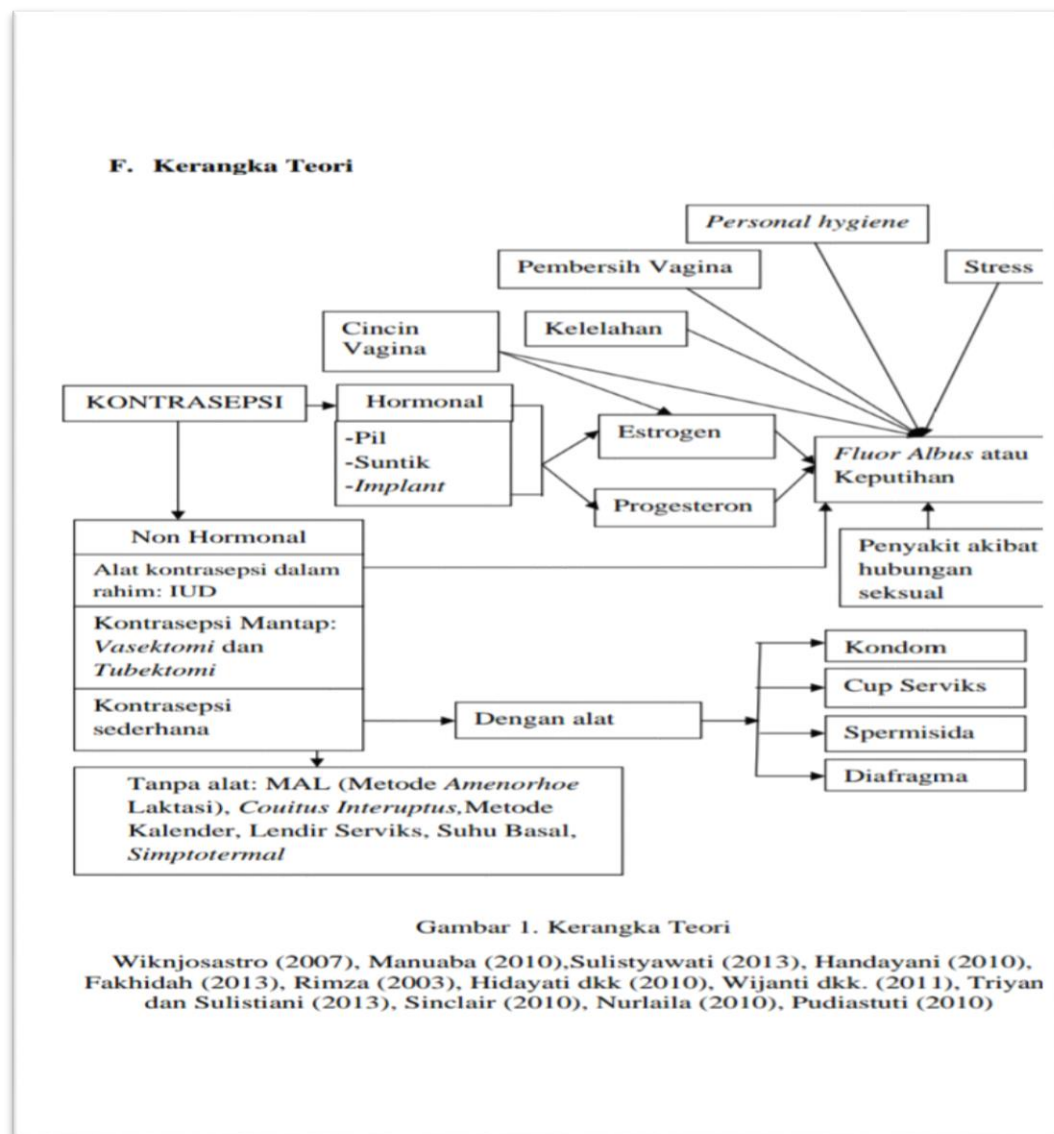 F. Kerangka Teori
Personal hygiene
Pembersih Vagina
Stress
Cincin
Vagina
Kelelahan
KONTRASEPSI
Hormonal
-Pil
-Suntik
-Implant
Estrogen
Progesteron
Fluor Albus atau
Keputihan
Non Hormonal
Alat kontrasepsi dalam
rahim: IUD
Kontrasepsi Mantap:
Vasektomi dan
Tubektomi
Kontrasepsi
sederhana
Penyakit akibat
hubungan
seksual
Dengan alat
Kondom
Cup Serviks
Spermisida
Diafragma
Tanpa alat: MAL (Metode Amenorhoe
Laktasi), Couitus Interuptus,Metode
Kalender, Lendir Serviks, Suhu Basal,
Simptotermal
Gambar 1. Kerangka Teori
Wiknjosastro (2007), Manuaba (2010),Sulistyawati (2013), Handayani (2010),
Fakhidah (2013), Rimza (2003), Hidayati dkk (2010), Wijanti dkk. (2011), Triyan
dan Sulistiani (2013), Sinclair (2010), Nurlaila (2010), Pudiastuti (2010)